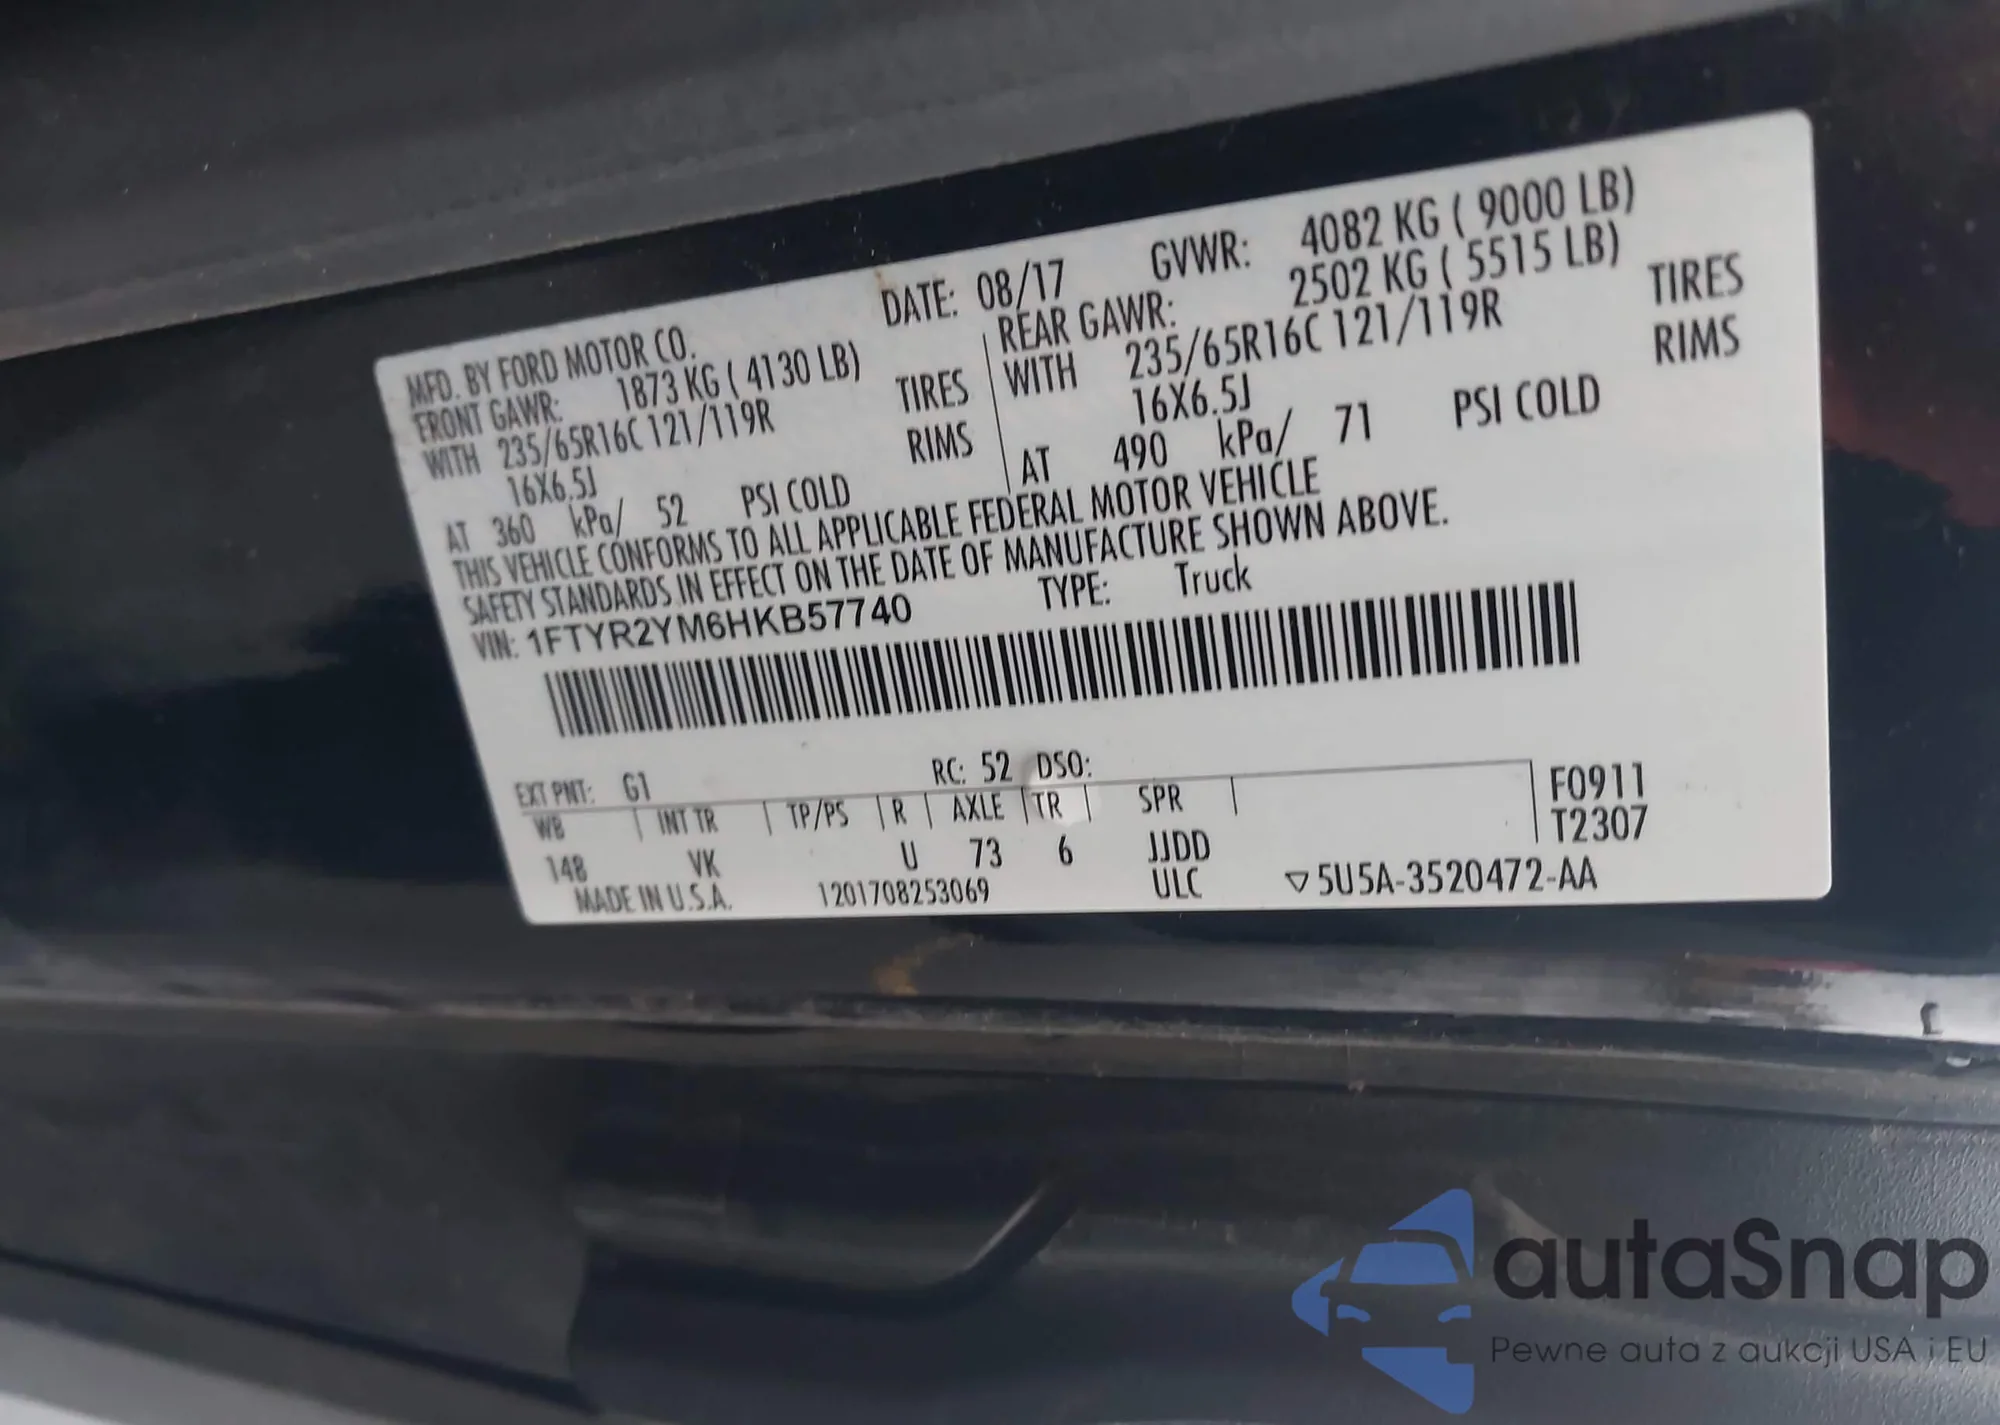 MFD. BY FORD MOTOR CO. DATE: 08/17 GVWR: 4082 KG ( 9000 LB)
FRONT GAWR: 1873 KG ( 4130 LB) REAR GAWR: 2502 KG ( 5515 LB)
WITH 235/65R16C 121/119R TIRES WITH 235/65R16C 121/119R TIRES
16X6.5J RIMS 16X6.5J RIMS
AT 360 kPa/ 52 PSI COLD AT 490 kPa/ 71 PSI COLD
THIS VEHICLE CONFORMS TO ALL APPLICABLE FEDERAL MOTOR VEHICLE
SAFETY STANDARDS IN EFFECT ON THE DATE OF MANUFACTURE SHOWN ABOVE.
VIN: 1FTYR2YM6HKB57740 TYPE: Truck
EXT PNT: G1 RC: 52 DSO:
WB INT TR TP/PS R AXLE TR SPR F0911
148 VK U 73 6 JJDD T2307
MADE IN U.S.A. 1201708253069 ULC ▽5U5A-3520472-AA
autaSnap
Pewne auta z aukcji USA i EU